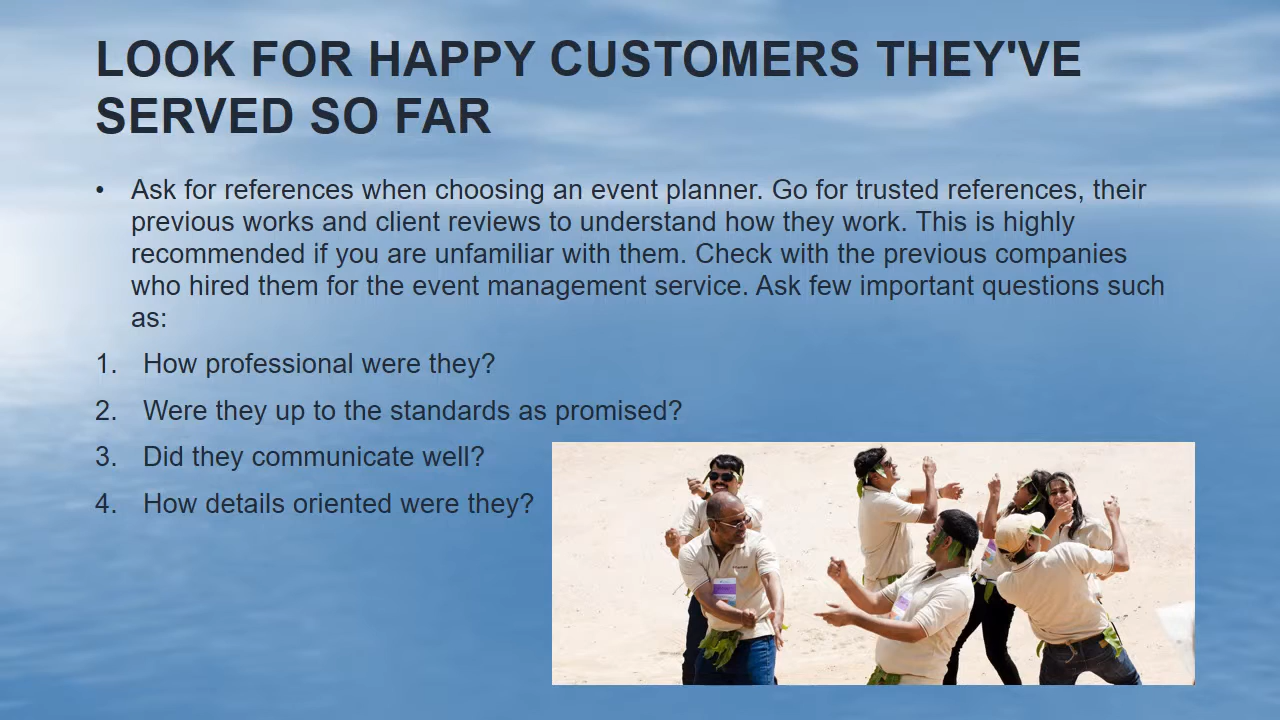 LOOK FOR HAPPY CUSTOMERS THEY'VE
SERVED SO FAR
• Ask for references when choosing an event planner. Go for trusted references, their
previous works and client reviews to understand how they work. This is highly
recommended if you are unfamiliar with them. Check with the previous companies
who hired them for the event management service. Ask few important questions such
as:
1. How professional were they?
2. Were they up to the standards as promised?
3. Did they communicate well?
4. How details oriented were they?